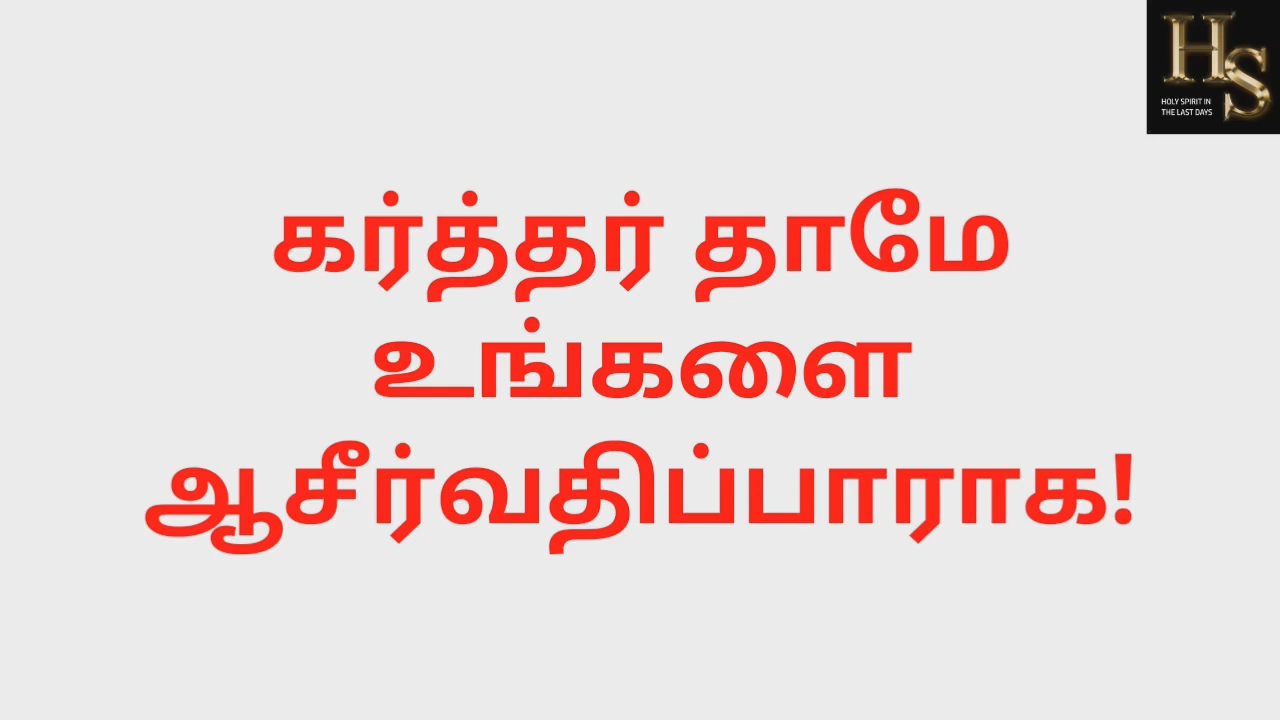 HS
HOLY SPIRIT IN
THE LAST DAYS
கர்த்தர் தாமே
உங்களை
ஆசீர்வதிப்பாராக!